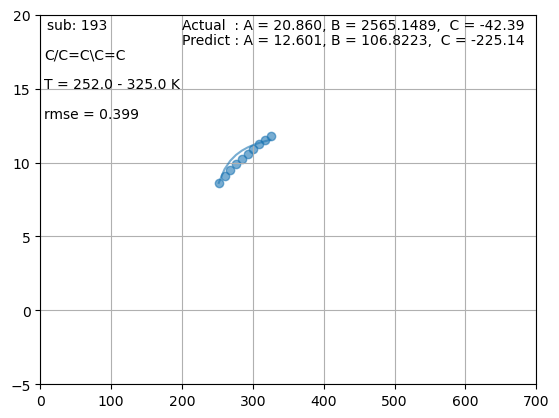 sub: 193
Actual  : A = 20.860, B = 2565.1489,  C = -42.39
Predict : A = 12.601, B = 106.8223,  C = -225.14
C/C=C\C=C
T = 252.0 - 325.0 K
rmse = 0.399
20
15
10
5
0
−5
0 100 200 300 400 500 600 700